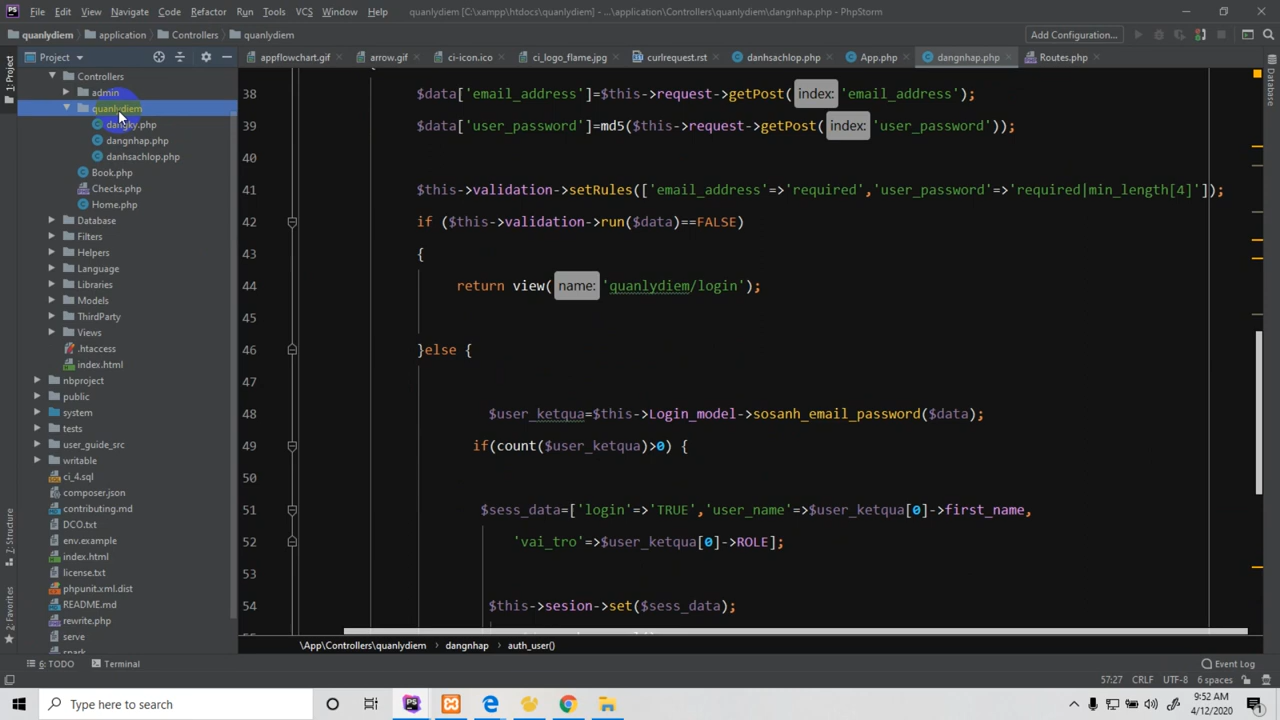 File Edit View Navigate Code Refactor Run Tools VCS Window Help quanlydiem [C:\xampp\htdocs\quanlydiem] - ...\application\Controllers\quanlydiem\dangnhap.php - PhpStorm
quanlydiem application Controllers quanlydiem Add Configuration...
Project appflowchart.gif arrow.gif ci-icon.ico ci_logo_flame.jpg curlrequest.rst danhsachlop.php App.php dangnhap.php Routes.php
1: Project
Database
Controllers
admin
quanlydiem
dangky.php
dangnhap.php
danhsachlop.php
Book.php
Checks.php
Home.php
Database
Filters
Helpers
Language
Libraries
Models
ThirdParty
Views
.htaccess
index.html
nbproject
public
system
tests
user_guide_src
writable
ci_4.sql
composer.json
contributing.md
DCO.txt
env.example
index.html
license.txt
phpunit.xml.dist
README.md
rewrite.php
serve
spark
7: Structure
2: Favorites
38 $data['email_address']=$this->request->getPost( index: 'email_address');
39 $data['user_password']=md5($this->request->getPost( index: 'user_password'));
40
41 $this->validation->setRules(['email_address'=>'required','user_password'=>'required|min_length[4]']);
42 if ($this->validation->run($data)==FALSE)
43 {
44 return view( name: 'quanlydiem/login');
45
46 }else {
47
48 $user_ketqua=$this->Login_model->sosanh_email_password($data);
49 if(count($user_ketqua)>0) {
50
51 $sess_data=['login'=>'TRUE','user_name'=>$user_ketqua[0]->first_name,
52 'vai_tro'=>$user_ketqua[0]->ROLE];
53
54 $this->sesion->set($sess_data);
\App\Controllers\quanlydiem dangnhap auth_user()
6: TODO Terminal Event Log
57:27 CRLF UTF-8 6 spaces
Type here to search
9:52 AM
4/12/2020
1